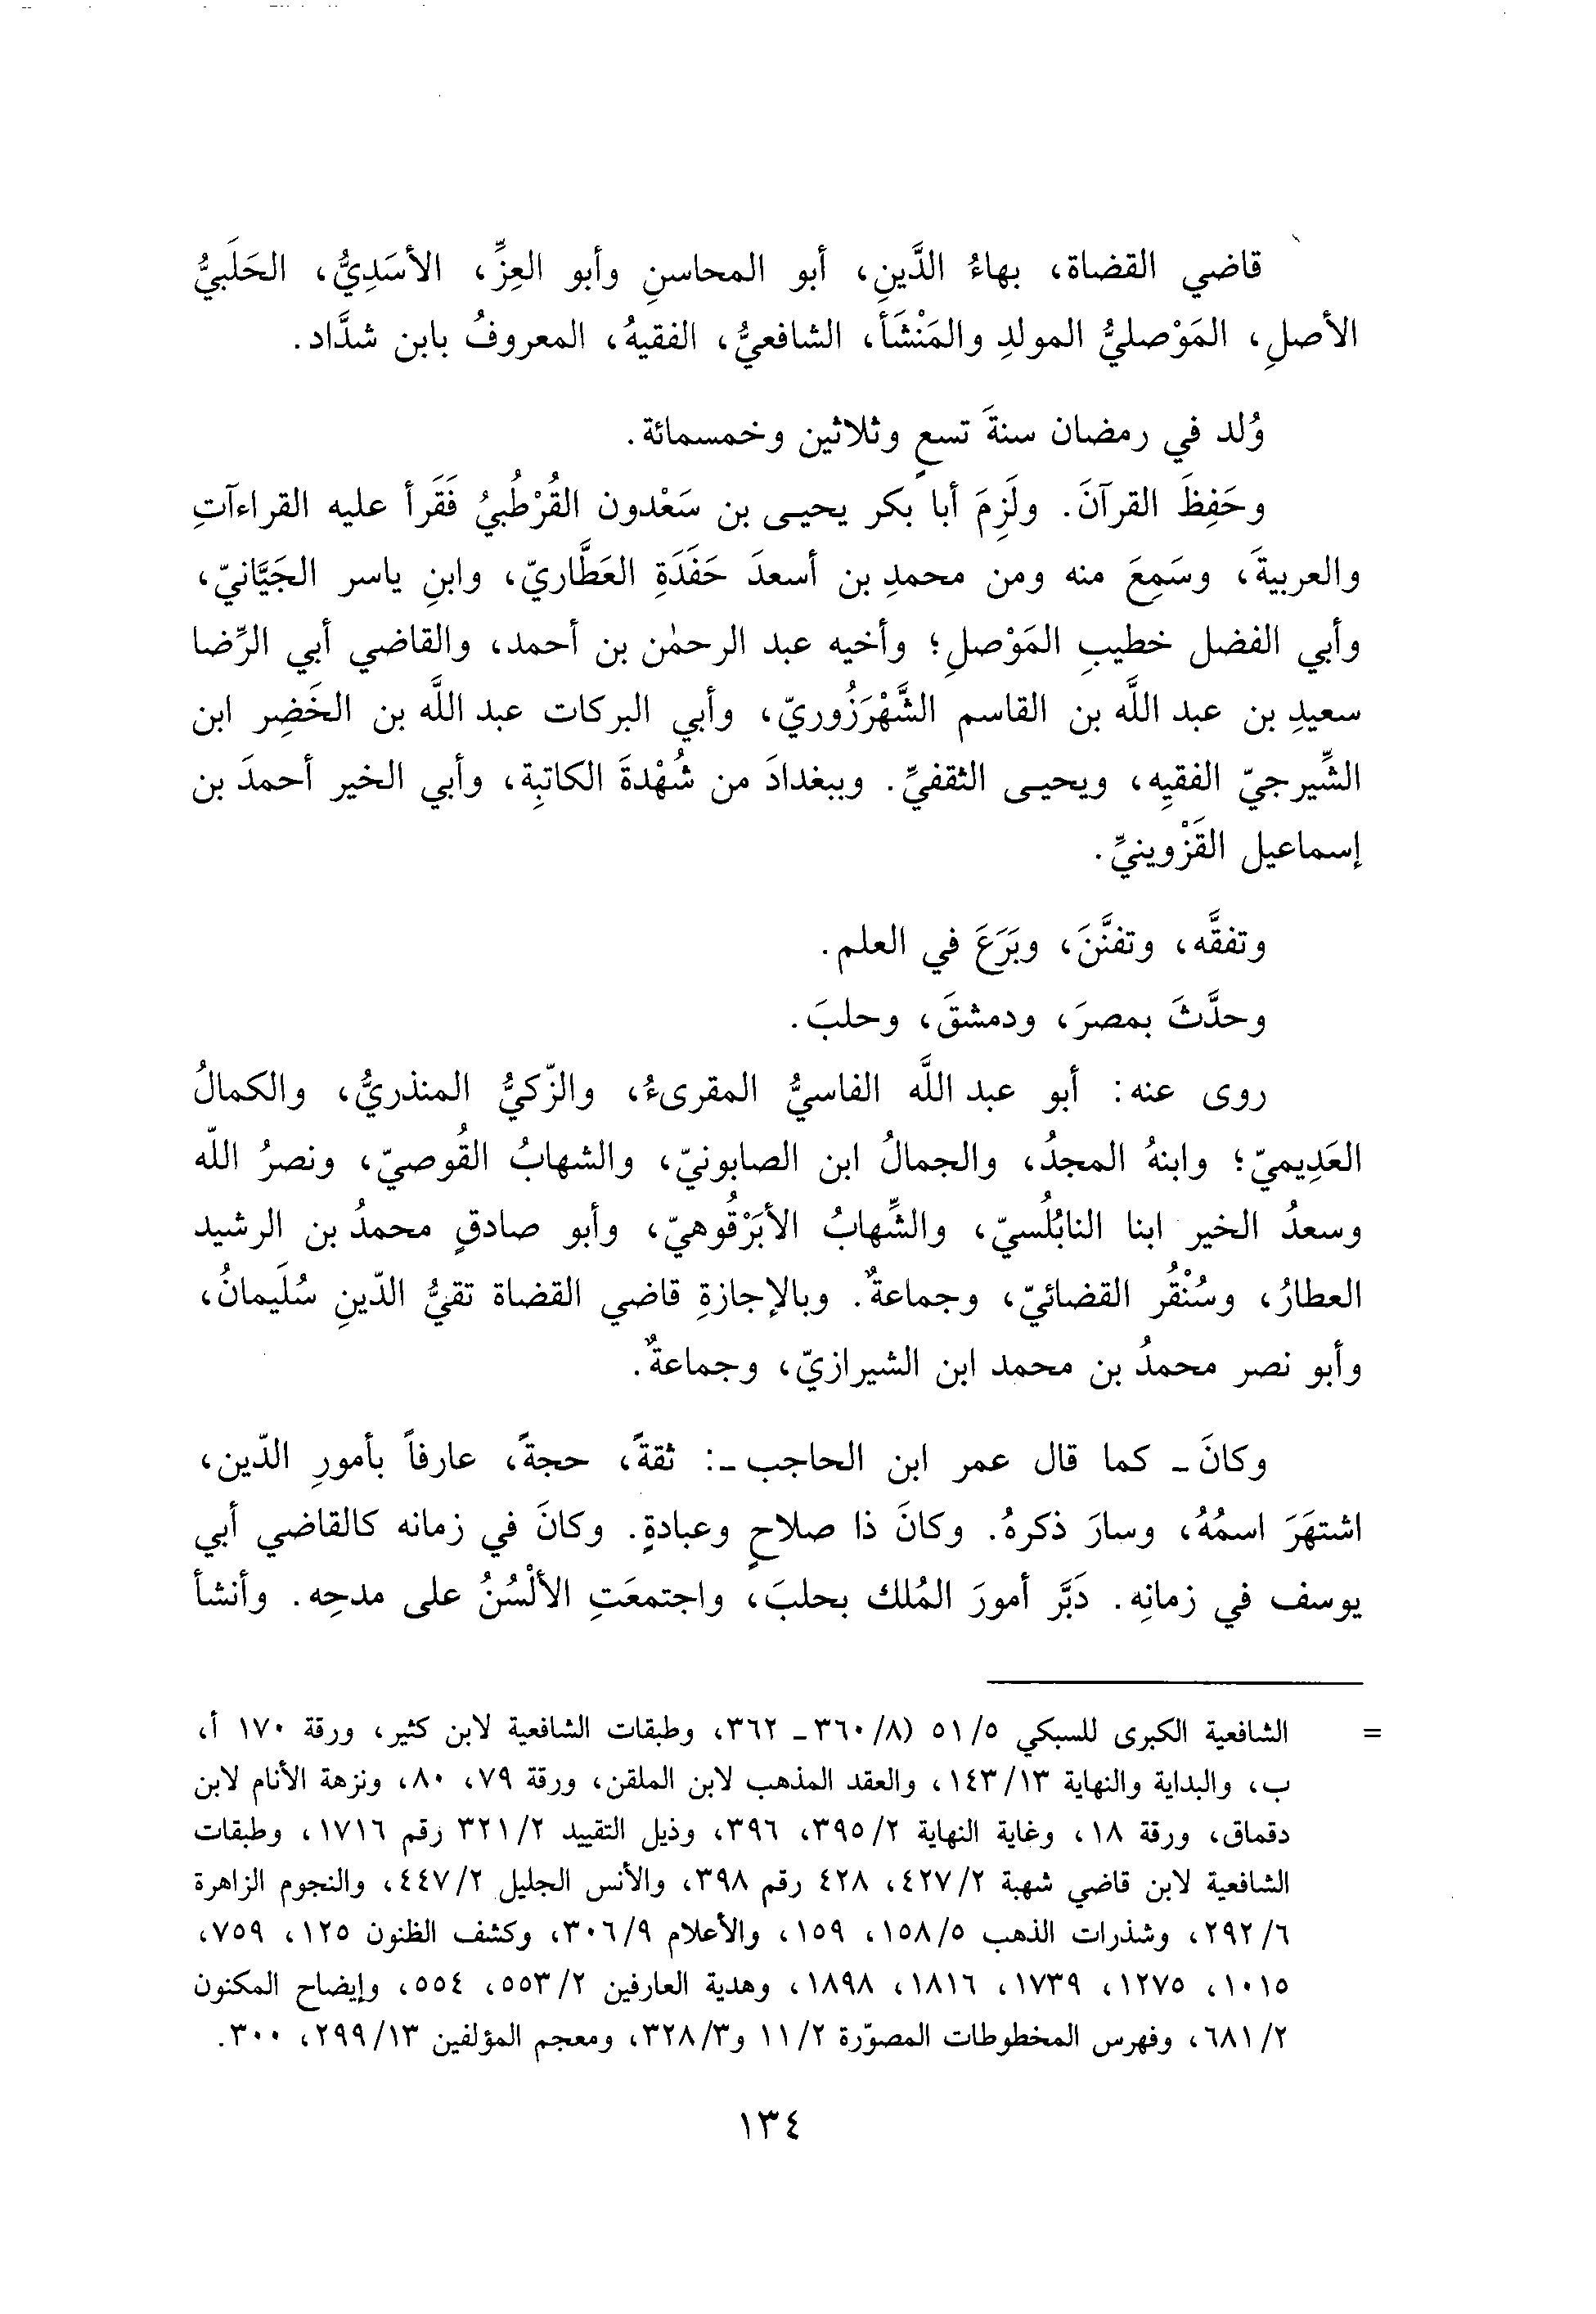 قاضي القضاة، بهاءُ الدَّينِ، أبو المحاسنِ وأبو العِزِّ، الأسَدِيُّ، الحَلَبيُّ
الأصلِ، المَوْصليُّ المولدِ والمَنْشَأ، الشافعيُّ، الفقيهُ، المعروفُ بابن شدَّاد.
وُلد في رمضان سنةَ تسعٍ وثلاثين وخمسمائة.
وحَفِظَ القرآنَ. ولَزِمَ أبا بكر يحيـى بن سَعْدون القُرْطُبيُ فَقَرأ عليه القراءآتِ
والعربيةَ، وسَمِعَ منه ومن محمدِ بن أسعدَ حَفَدَةِ العَطَّاريّ، وابنِ ياسر الجَيَّانيّ،
وأبي الفضل خطيبِ المَوْصلِ؛ وأخيه عبد الرحمٰن بن أحمد، والقاضي أبي الرِّضا
سعيدِ بن عبد اللَّه بن القاسم الشَّهْرَزُوريّ، وأبي البركات عبد اللَّه بن الخَضِر ابن
الشِّيرجيّ الفقيِه، ويحيـى الثقفيِّ. وببغدادَ من شُهْدةَ الكاتبِة، وأبي الخير أحمدَ بن
إسماعيل القَزْوينيِّ.
وتفقَّه، وتفنَّنَ، وبَرَعَ في العلم.
وحدَّثَ بمصرَ، ودمشقَ، وحلبَ.
روى عنه: أبو عبد اللَّه الفاسيُّ المقرىءُ، والزّكيُّ المنذريُّ، والكمالُ
العَدِيميّ؛ وابنهُ المجدُ، والجمالُ ابن الصابونيّ، والشهابُ القُوصيّ، ونصرُ اللّه
وسعدُ الخير ابنا النابُلُسيّ، والشِّهابُ الأبَرْقُوهيّ، وأبو صادقٍ محمدُ بن الرشيد
العطارُ، وسُنْقُر القضائيّ، وجماعةٌ. وبالإجازةِ قاضي القضاة تقيُّ الدّينِ سُلَيمانُ،
وأبو نصر محمدُ بن محمد ابن الشيرازيّ، وجماعةٌ.
وكانَ ـ كما قال عمر ابن الحاجب ـ: ثقةً، حجةً، عارفاً بأمورِ الدّين،
اشتهَرَ اسمُهُ، وسارَ ذكرهُ. وكانَ ذا صلاحٍ وعبادةٍ. وكانَ في زمانه كالقاضي أبي
يوسف في زمانِه. دَبَّر أمورَ المُلك بحلبَ، واجتمعَتِ الألْسُنُ على مدحِه. وأنشأ
= الشافعية الكبرى للسبكي ٥/ ٥١ (٨/ ٣٦٠ ـ ٣٦٢، وطبقات الشافعية لابن كثير، ورقة ١٧٠ أ،
ب، والبداية والنهاية ١٣/ ١٤٣، والعقد المذهب لابن الملقن، ورقة ٧٩، ٨٠، ونزهة الأنام لابن
دقماق، ورقة ١٨، وغاية النهاية ٢/ ٣٩٥، ٣٩٦، وذيل التقييد ٢/ ٣٢١ رقم ١٧١٦، وطبقات
الشافعية لابن قاضي شهبة ٢/ ٤٢٧، ٤٢٨ رقم ٣٩٨، والأنس الجليل ٢/ ٤٤٧، والنجوم الزاهرة
٦/ ٢٩٢، وشذرات الذهب ٥/ ١٥٨، ١٥٩، والأعلام ٩/ ٣٠٦، وكشف الظنون ١٢٥، ٧٥٩،
١٠١٥، ١٢٧٥، ١٧٣٩، ١٨١٦، ١٨٩٨، وهدية العارفين ٢/ ٥٥٣، ٥٥٤، وإيضاح المكنون
٢/ ٦٨١، وفهرس المخطوطات المصوّرة ٢/ ١١ و٣/ ٣٢٨، ومعجم المؤلفين ١٣/ ٢٩٩، ٣٠٠.
١٣٤